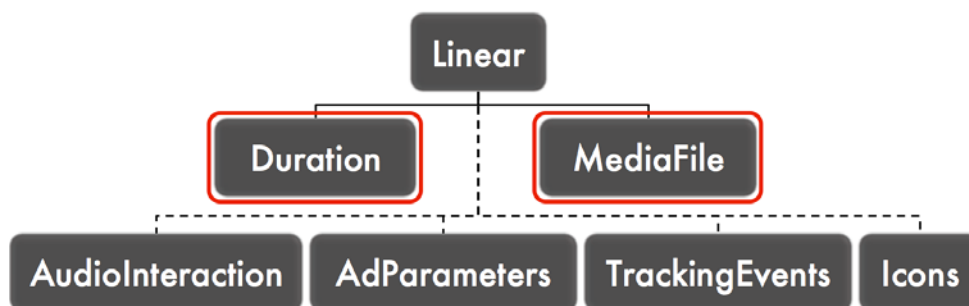 Linear
Duration
MediaFile
AudioInteraction
AdParameters
TrackingEvents
Icons